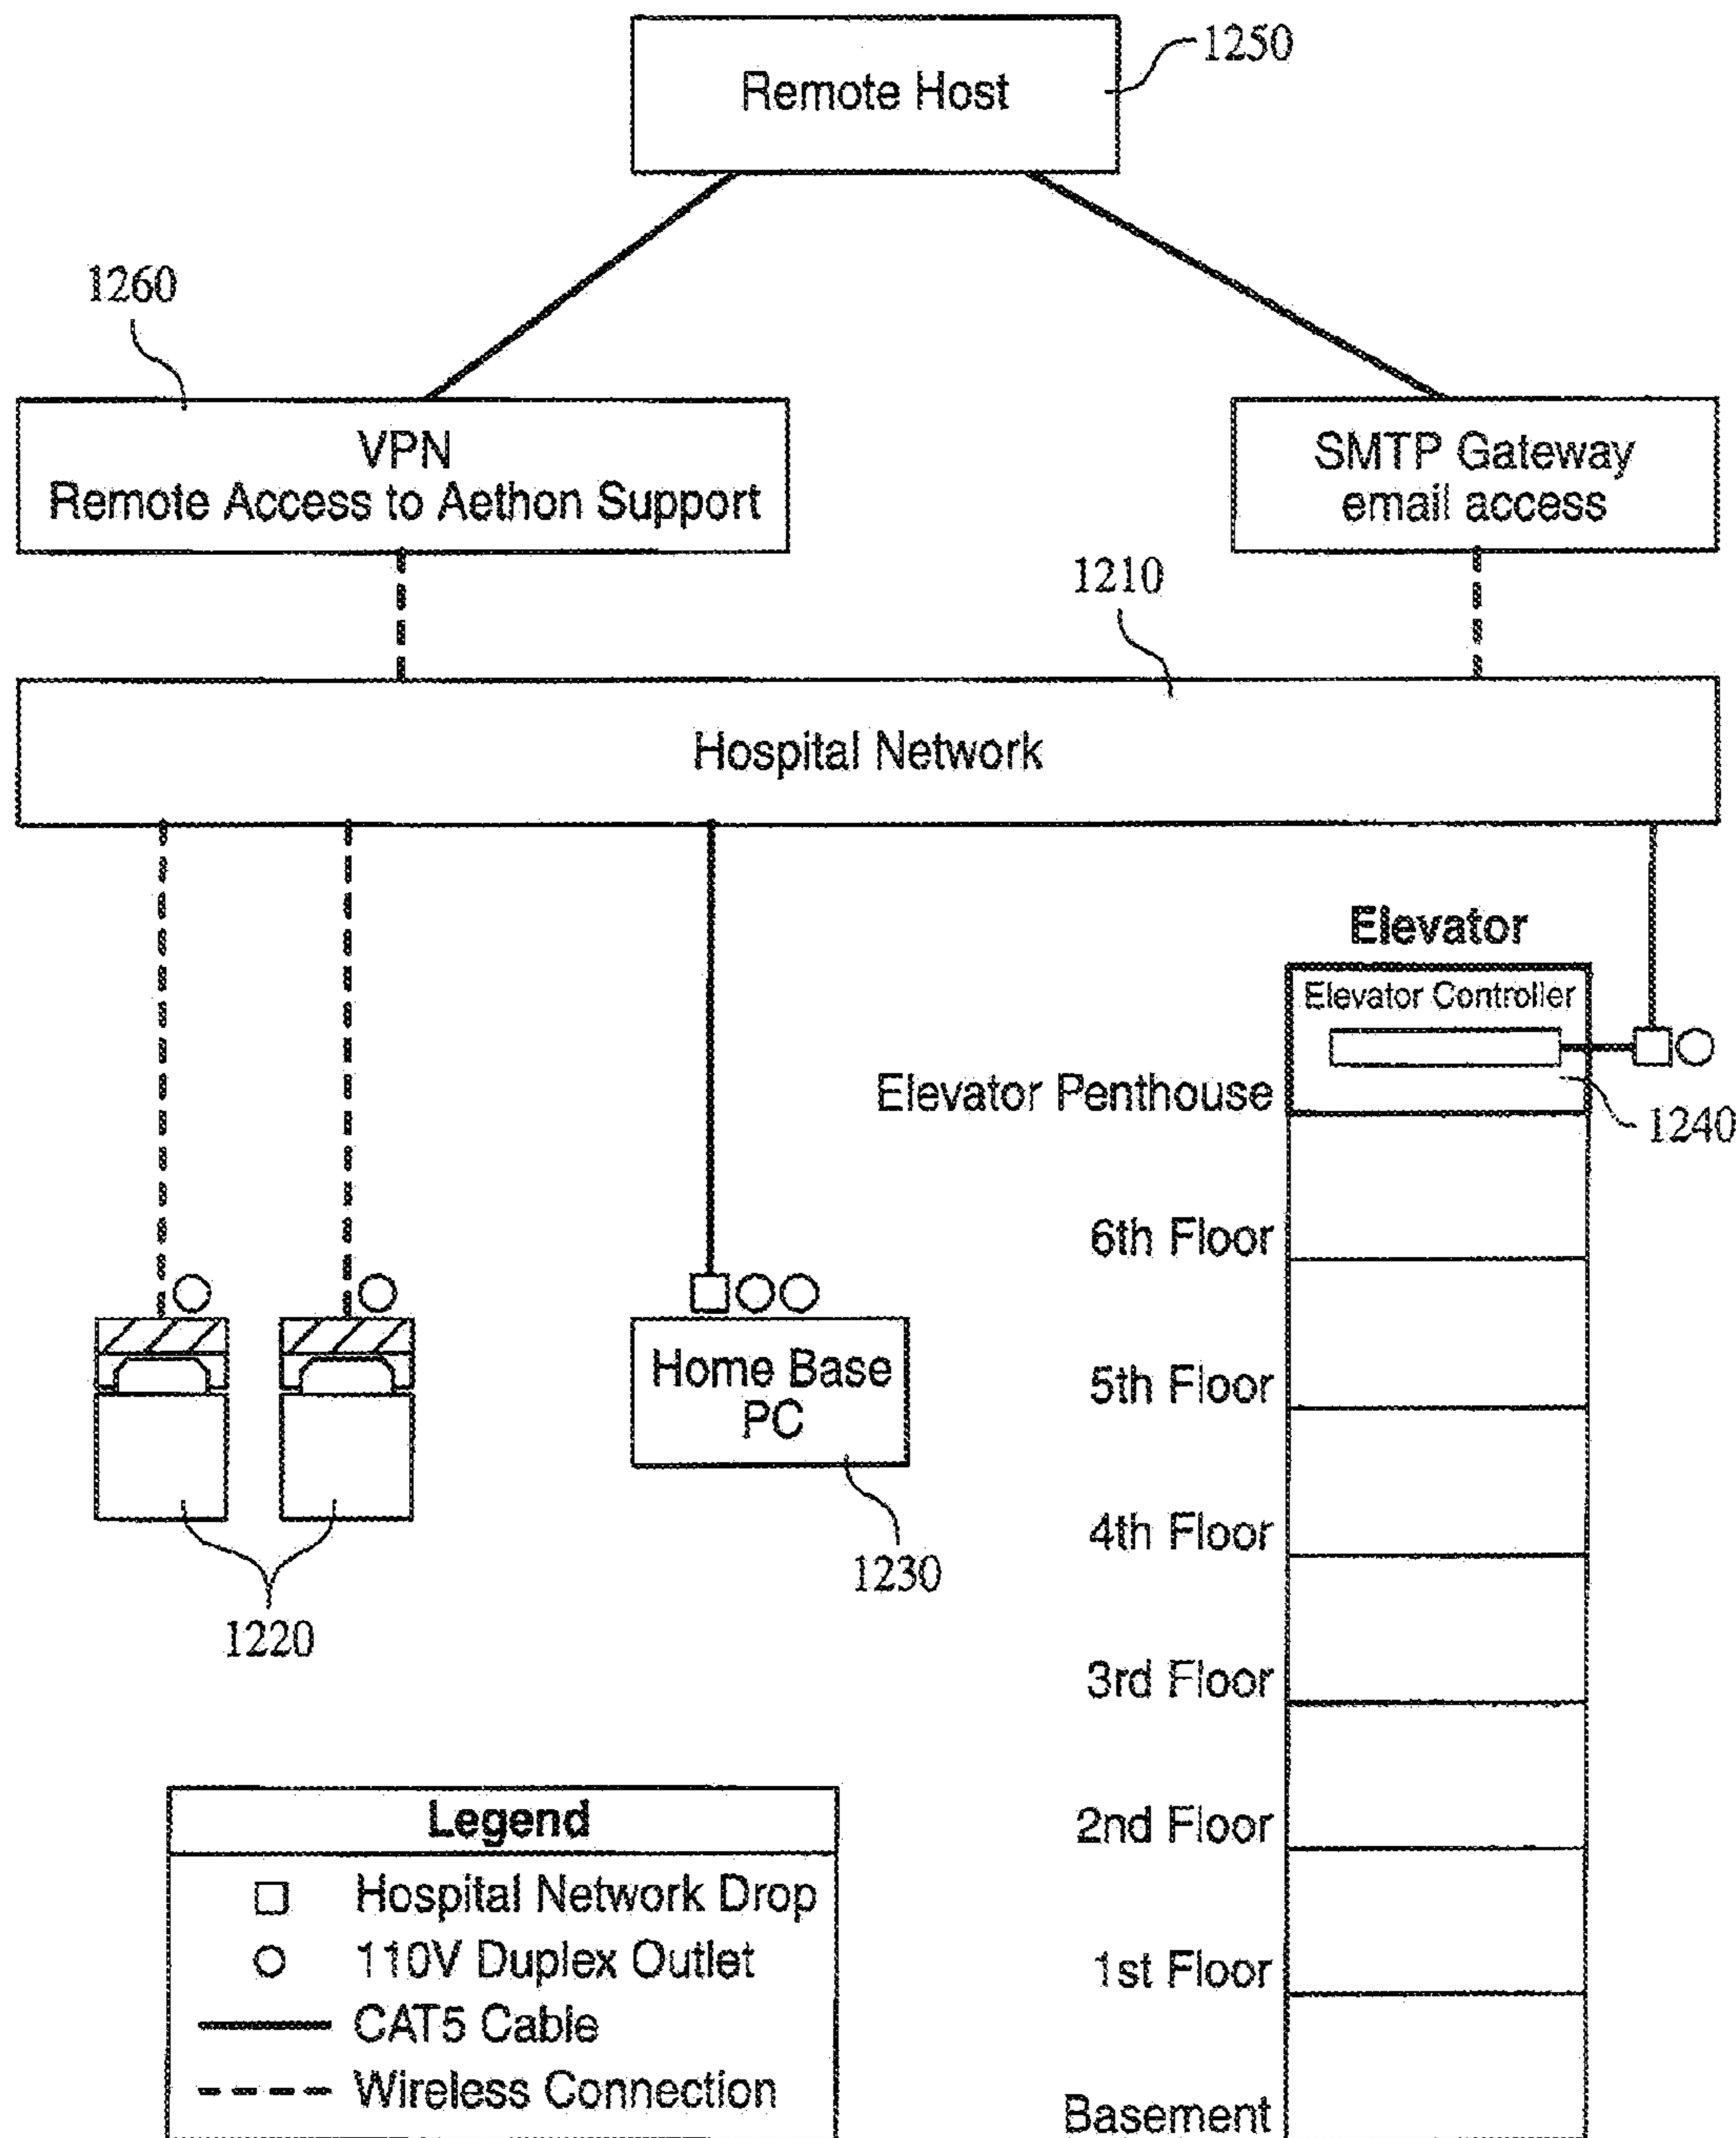 Remote Host
1250
1260
VPN
Remote Access to Aethon Support
SMTP Gateway
email access
1210
Hospital Network
Elevator
Elevator Controller
Elevator Penthouse
1240
6th Floor
Home Base
PC
5th Floor
1230
4th Floor
1220
3rd Floor
2nd Floor
1st Floor
Basement
Legend
Hospital Network Drop
110V Duplex Outlet
CAT5 Cable
Wireless Connection